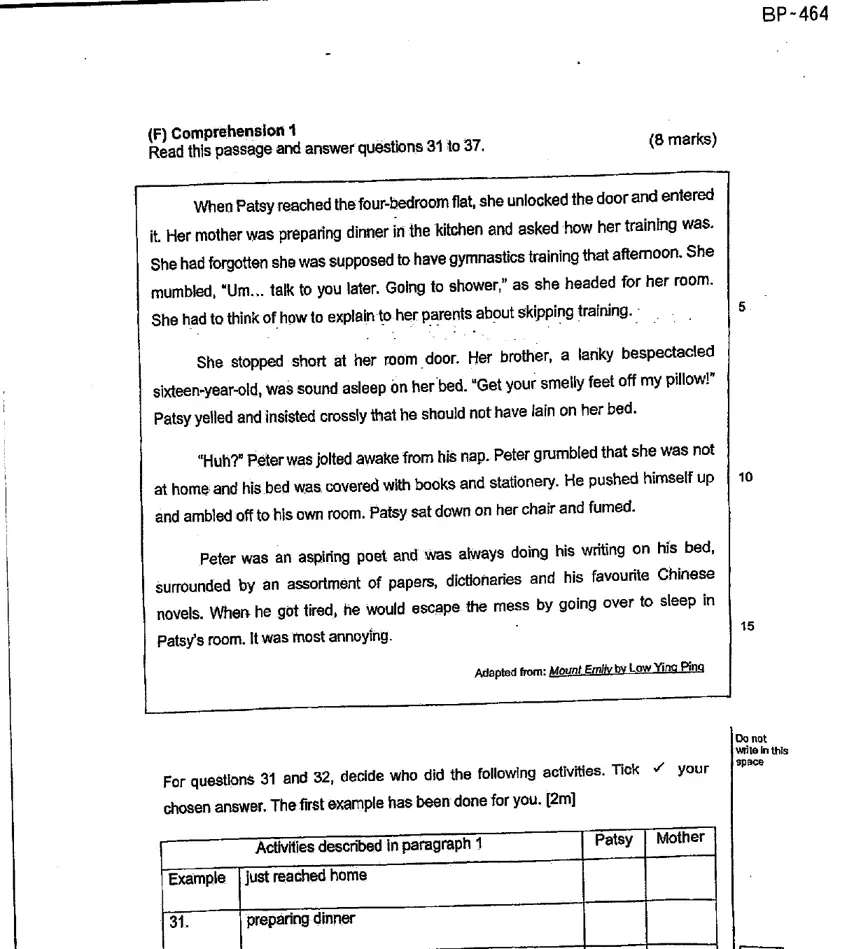 BP-464
(F) Comprehension 1
Read this passage and answer questions 31 to 37.
(8 marks)
When Patsy reached the four-bedroom flat, she unlocked the door and entered
it. Her mother was preparing dinner in the kitchen and asked how her training was.
She had forgotten she was supposed to have gymnastics training that afternoon. She
mumbled, "Um... talk to you later. Going to shower," as she headed for her room.
She had to think of how to explain to her parents about skipping training.
5
She stopped short at her room door. Her brother, a lanky bespectacled
sixteen-year-old, was sound asleep on her bed. "Get your smelly feet off my pillow!"
Patsy yelled and insisted crossly that he should not have lain on her bed.
"Huh?" Peter was jolted awake from his nap. Peter grumbled that she was not
at home and his bed was covered with books and stationery. He pushed himself up
10
and ambled off to his own room. Patsy sat down on her chair and fumed.
Peter was an aspiring poet and was always doing his writing on his bed,
surrounded by an assortment of papers, dictionaries and his favourite Chinese
novels. When he got tired, he would escape the mess by going over to sleep in
15
Patsy's room. It was most annoying.
Adapted from: Mount Emily by Low Ying Ping
Do not
write in this
space
For questions 31 and 32, decide who did the following activities. Tick ✓ your
chosen answer. The first example has been done for you. [2m]
Activities described in paragraph 1
Patsy
Mother
Example
just reached home
31.
preparing dinner